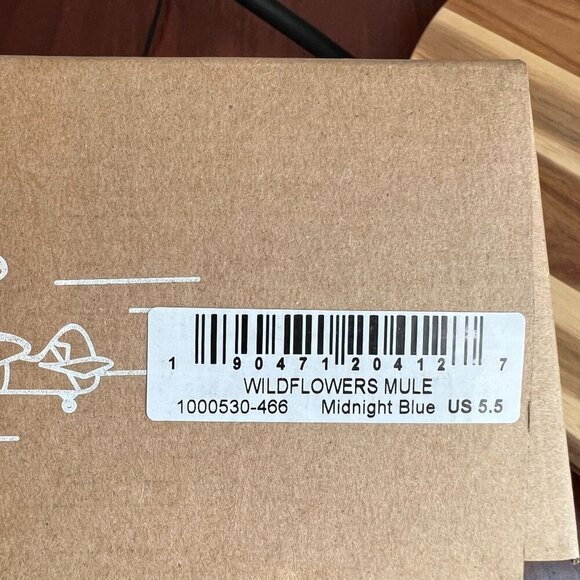 1 90471 20412 7
WILDFLOWERS MULE
1000530-466 Midnight Blue US 5.5